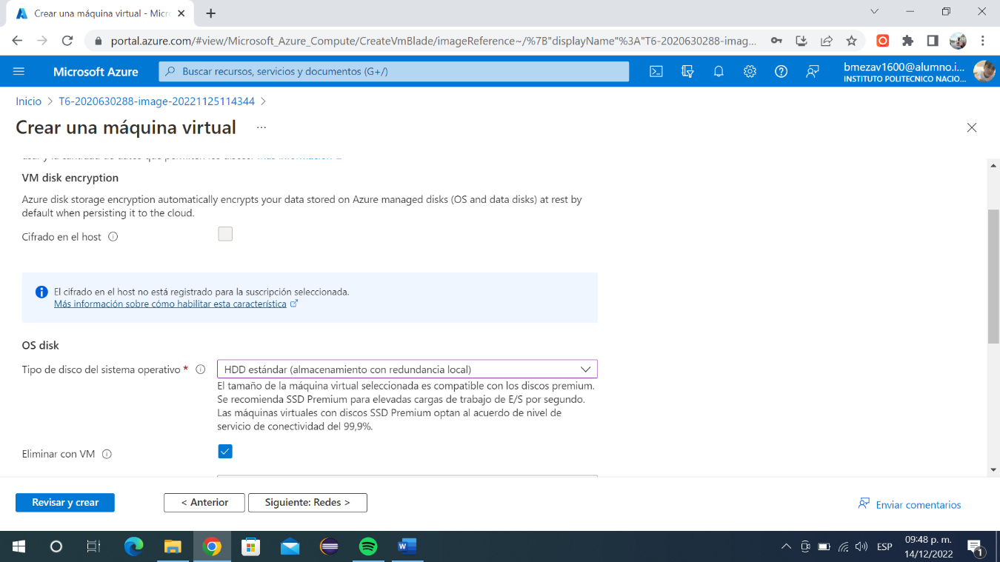 Crear una máquina virtual - Micr
portal.azure.com/#view/Microsoft_Azure_Compute/CreateVmBlade/imageReference~/%7B"displayName"%3A"T6-2020630288-imag...
Microsoft Azure
Buscar recursos, servicios y documentos (G+/)
bmezav1600@alumno.i...
INSTITUTO POLITECNICO NACIO...
Inicio > T6-2020630288-image-20221125114344 >
Crear una máquina virtual ...
VM disk encryption
Azure disk storage encryption automatically encrypts your data stored on Azure managed disks (OS and data disks) at rest by
default when persisting it to the cloud.
Cifrado en el host
El cifrado en el host no está registrado para la suscripción seleccionada.
Más información sobre cómo habilitar esta característica
OS disk
Tipo de disco del sistema operativo *
HDD estándar (almacenamiento con redundancia local)
El tamaño de la máquina virtual seleccionada es compatible con los discos premium.
Se recomienda SSD Premium para elevadas cargas de trabajo de E/S por segundo.
Las máquinas virtuales con discos SSD Premium optan al acuerdo de nivel de
servicio de conectividad del 99,9%.
Eliminar con VM
Revisar y crear
< Anterior
Siguiente: Redes >
Enviar comentarios
ESP
09:48 p. m.
14/12/2022
1